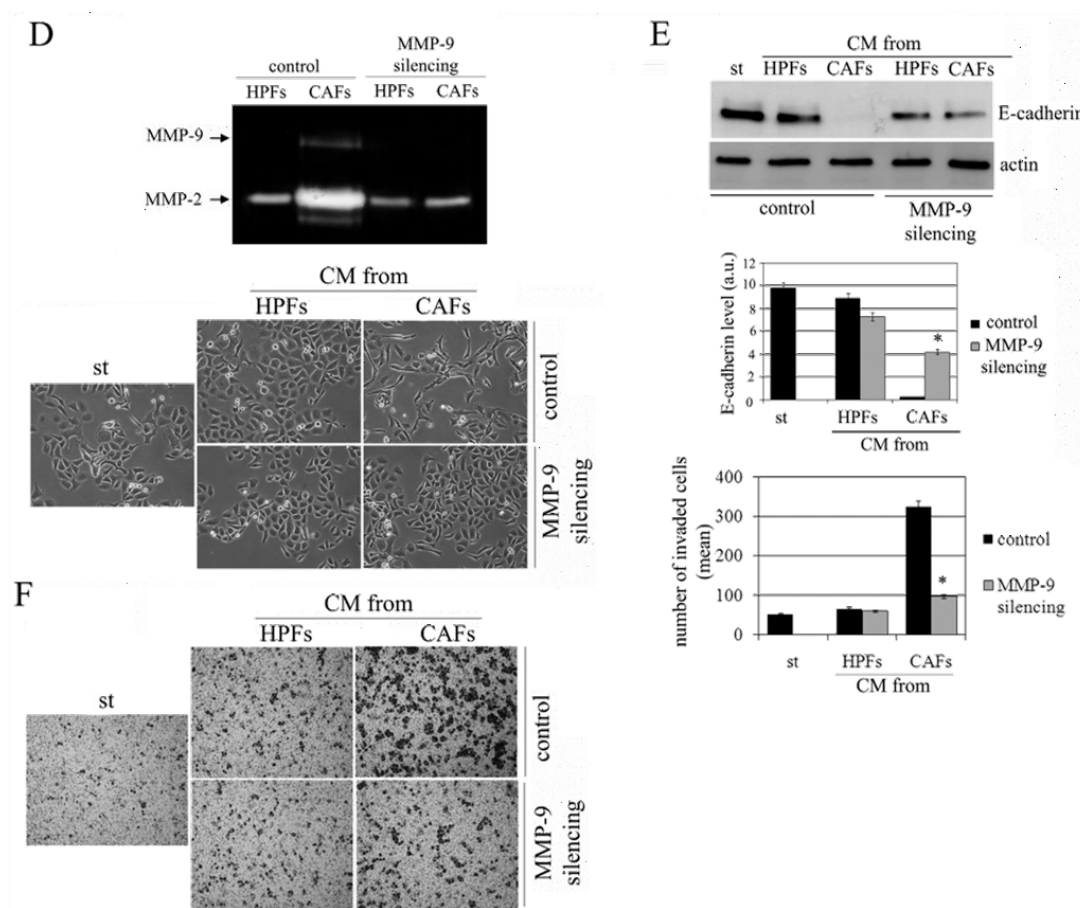 D
control
MMP-9
silencing
HPFs CAFs HPFs CAFs
MMP-9
MMP-2
CM from
HPFs CAFs
st
control
MMP-9
silencing
E
CM from
st HPFs CAFs HPFs CAFs
E-cadherin
actin
control
MMP-9
silencing
E-cadherin level (a.u.)
12
10
8
6
4
2
0
*
control
MMP-9
silencing
st
HPFs CAFs
CM from
number of invaded cells
(mean)
400
300
200
100
0
*
control
MMP-9
silencing
st
HPFs CAFs
CM from
F
CM from
HPFs CAFs
st
control
MMP-9
silencing